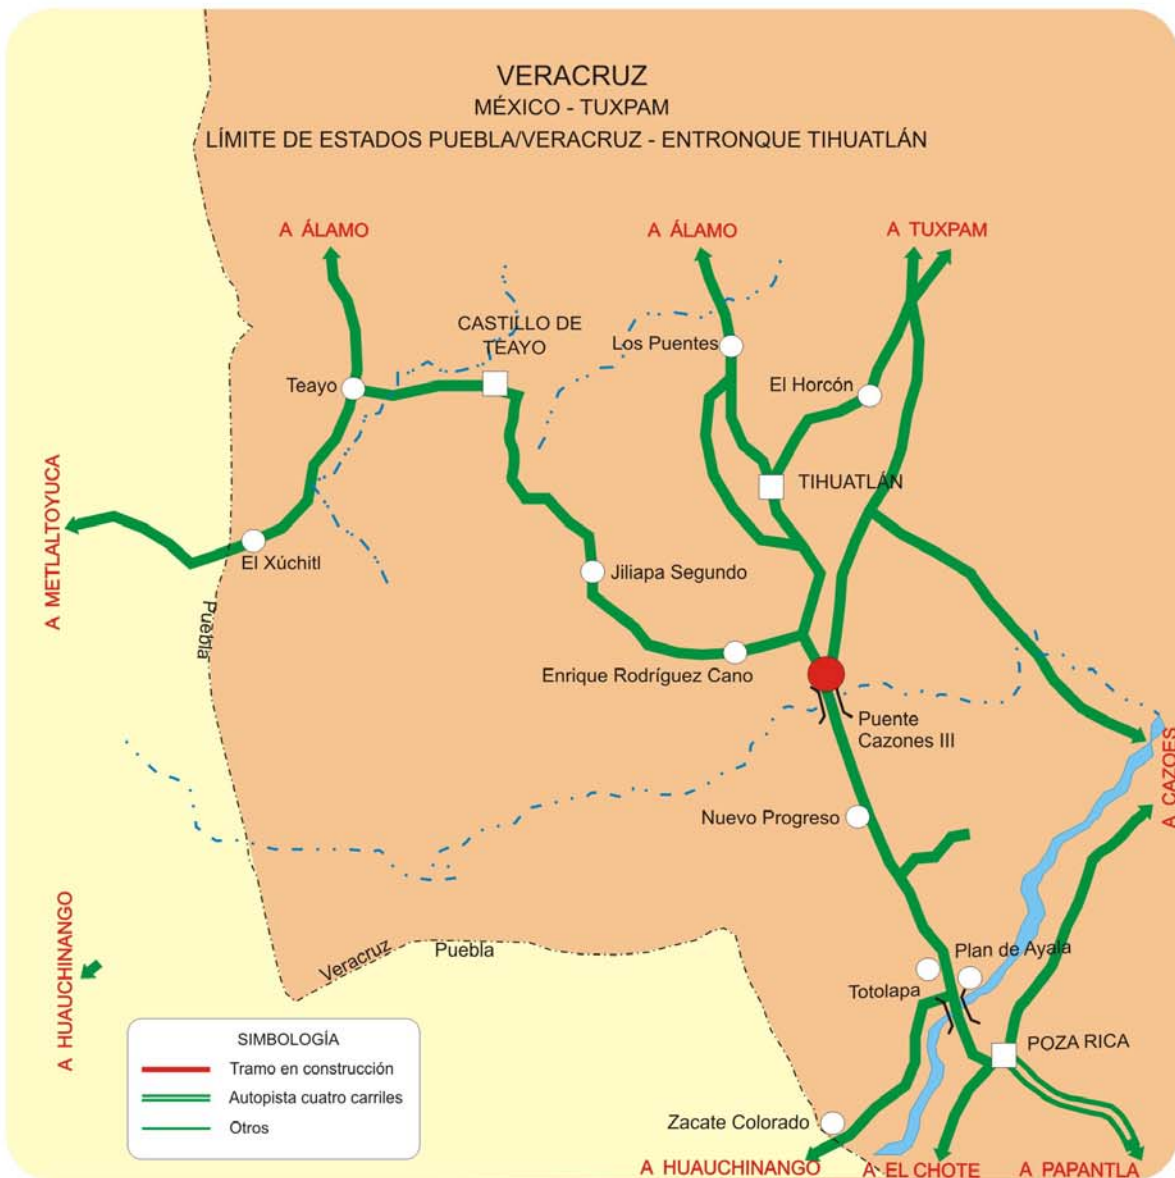 VERACRUZ
MÉXICO - TUXPAM
LÍMITE DE ESTADOS PUEBLA/VERACRUZ - ENTRONQUE TIHUATLÁN
A ÁLAMO
A ÁLAMO
A TUXPAM
CASTILLO DE
TEAYO
Los Puentes
Teayo
El Horcón
A METLALTOYUCA
TIHUATLÁN
El Xúchitl
Jiliapa Segundo
Puebla
Enrique Rodríguez Cano
Puente
Cazones III
A CAZOES
Nuevo Progreso
A HUAUCHINANGO
Veracruz
Puebla
Plan de Ayala
Totolapa
POZA RICA
SIMBOLOGÍA
Tramo en construcción
Autopista cuatro carriles
Otros
Zacate Colorado
A HUAUCHINANGO
A EL CHOTE
A PAPANTLA